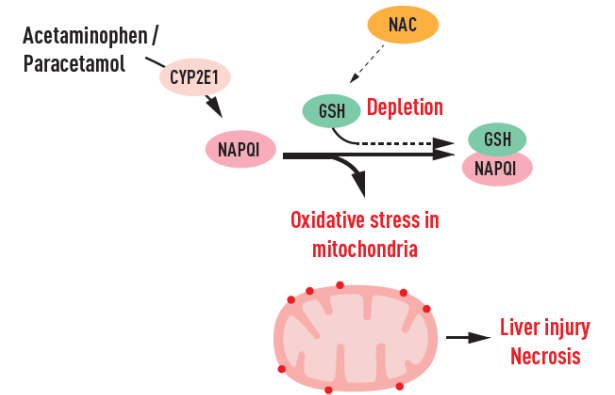 NAC
Acetaminophen /
Paracetamol
CYP2E1
GSH
Depletion
NAPQI
GSH
NAPQI
Oxidative stress in
mitochondria
Liver injury
Necrosis